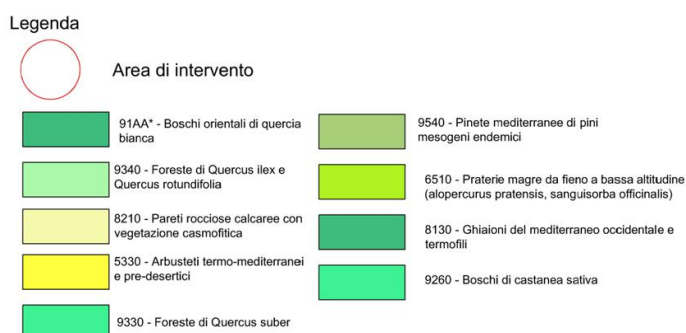 Legenda
Area di intervento
91AA* - Boschi orientali di quercia
bianca
9340 - Foreste di Quercus ilex e
Quercus rotundifolia
8210 - Pareti rocciose calcaree con
vegetazione casmofitica
5330 - Arbusteti termo-mediterranei
e pre-desertici
9330 - Foreste di Quercus suber
9540 - Pinete mediterranee di pini
mesogeni endemici
6510 - Praterie magre da fieno a bassa altitudine
(alopercurus pratensis, sanguisorba officinalis)
8130 - Ghiaioni del mediterraneo occidentale e
termofili
9260 - Boschi di castanea sativa